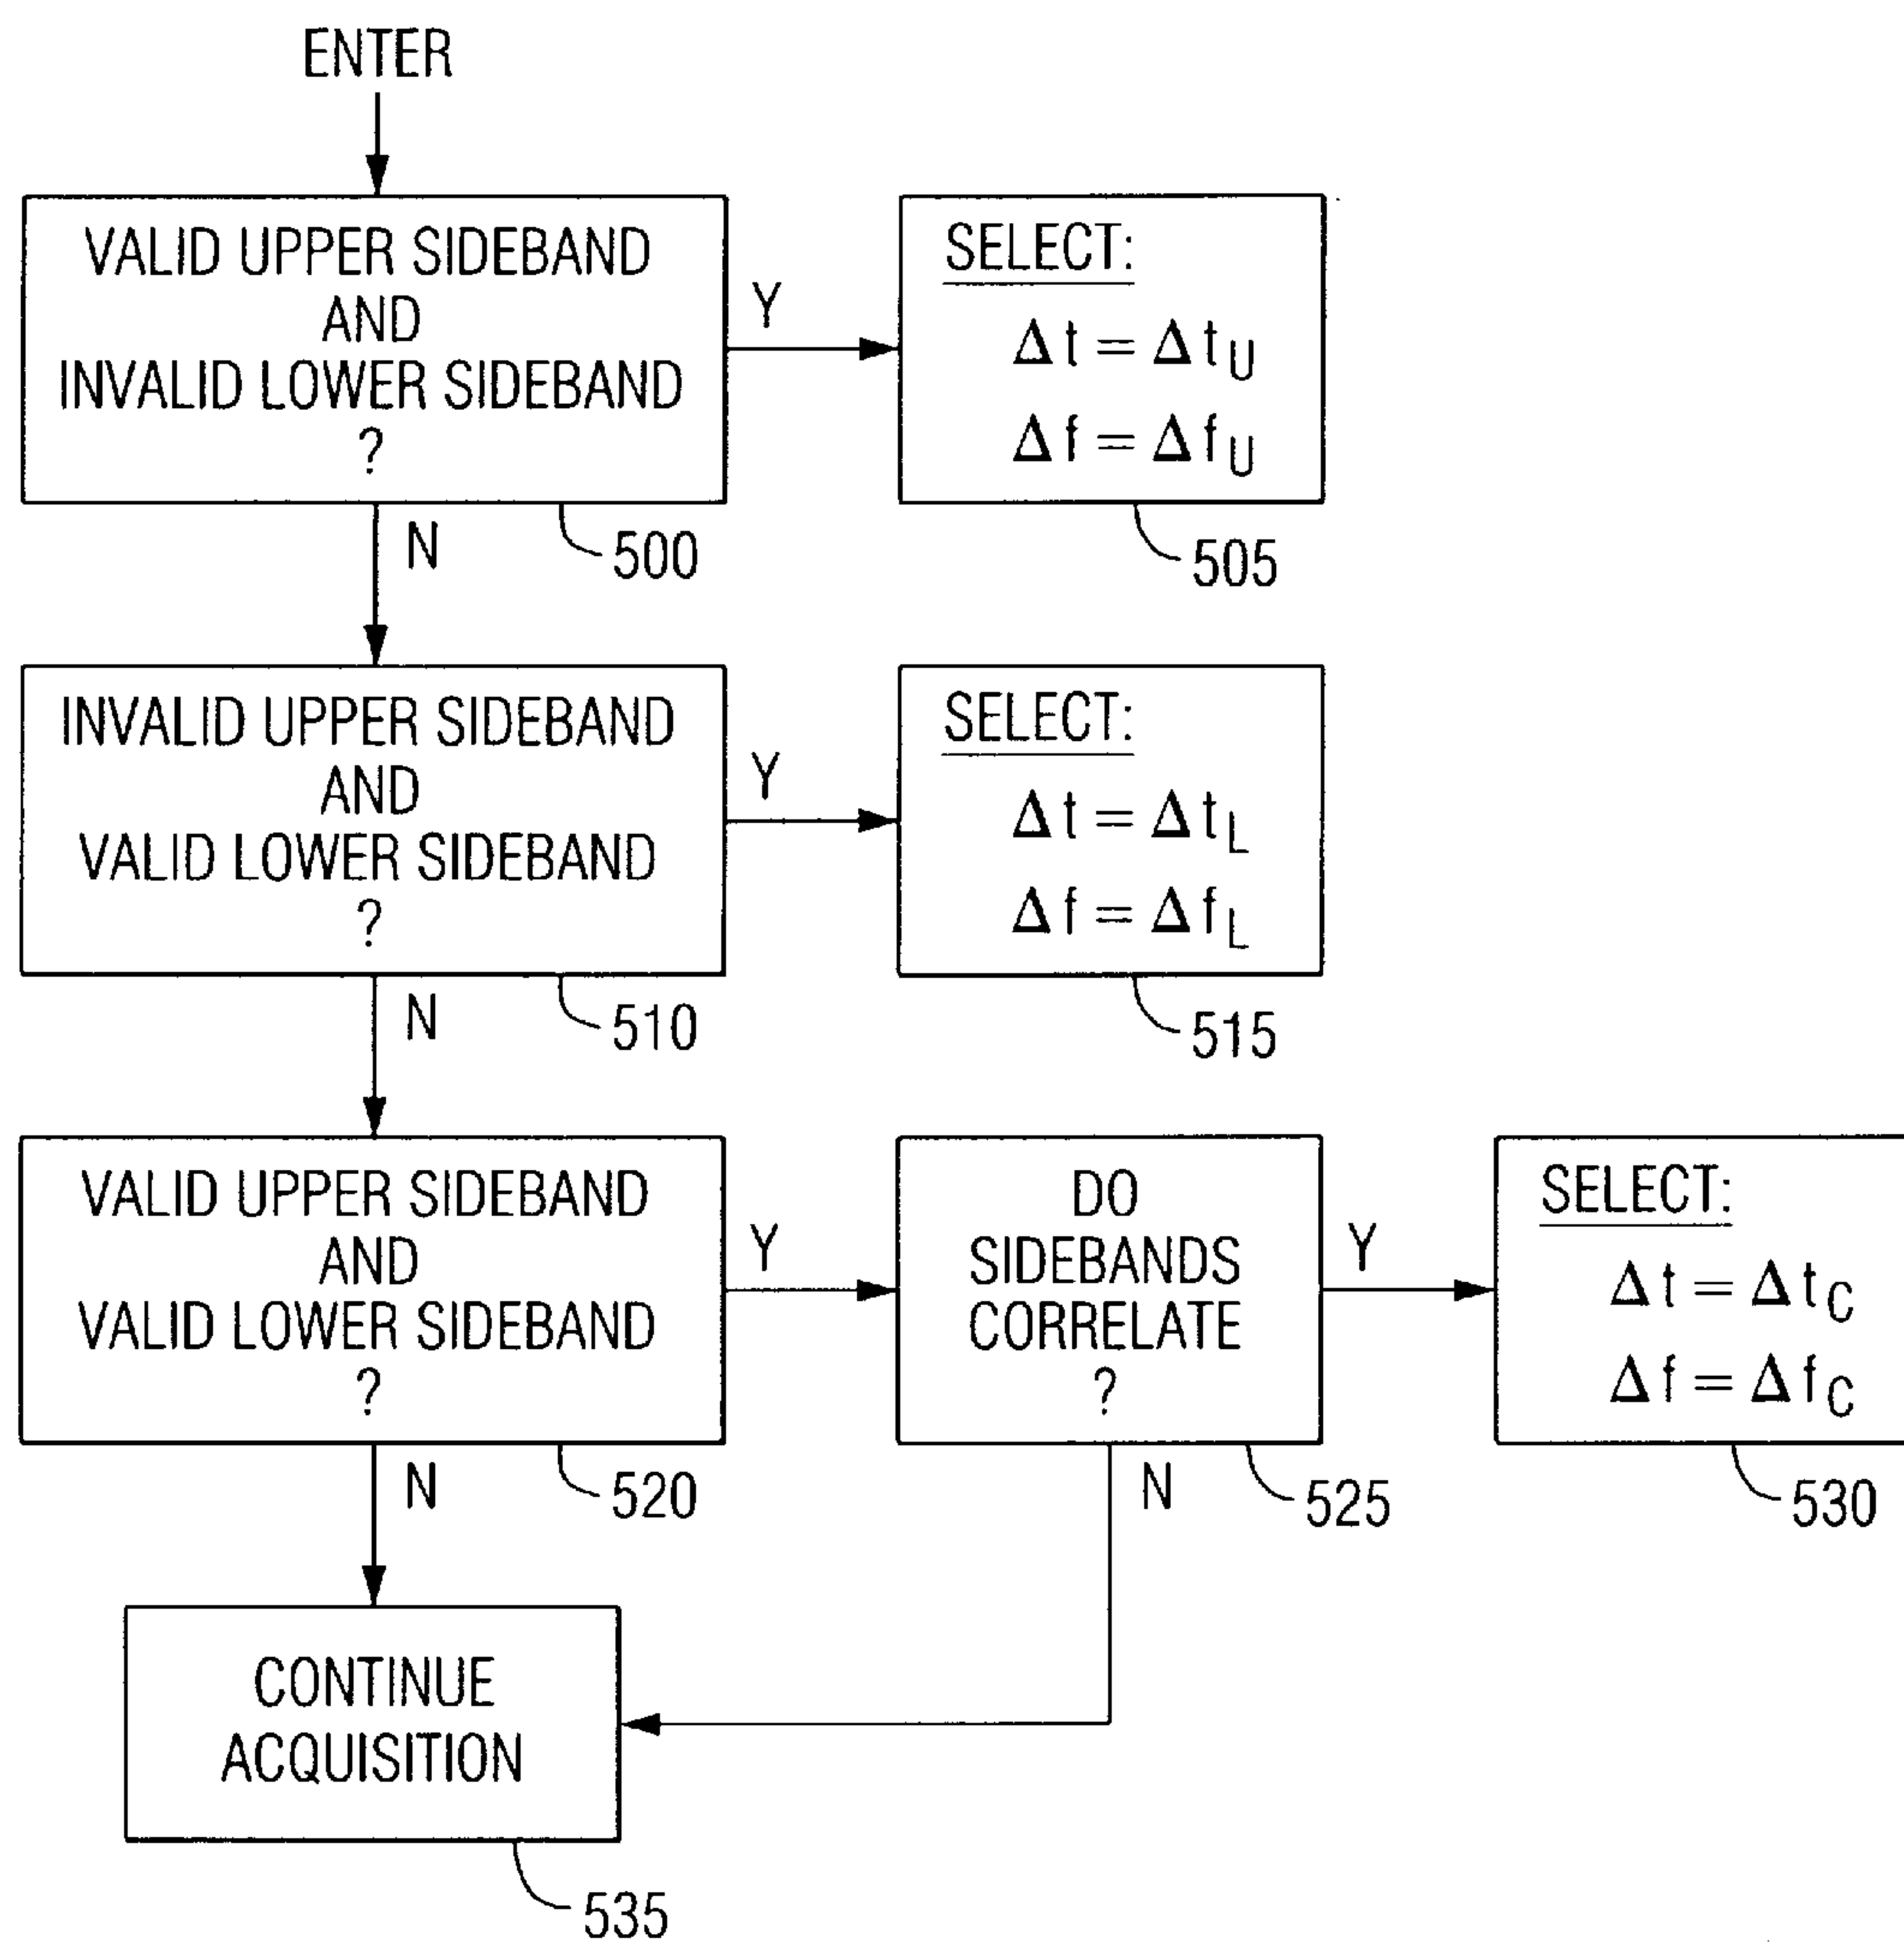 ENTER
VALID UPPER SIDEBAND
AND
INVALID LOWER SIDEBAND
?
Y
N
500
SELECT:
Δt = Δt_U
Δf = Δf_U
505
INVALID UPPER SIDEBAND
AND
VALID LOWER SIDEBAND
?
Y
N
510
SELECT:
Δt = Δt_L
Δf = Δf_L
515
VALID UPPER SIDEBAND
AND
VALID LOWER SIDEBAND
?
Y
N
520
DO
SIDEBANDS
CORRELATE
?
Y
N
525
SELECT:
Δt = Δt_C
Δf = Δf_C
530
CONTINUE
ACQUISITION
535